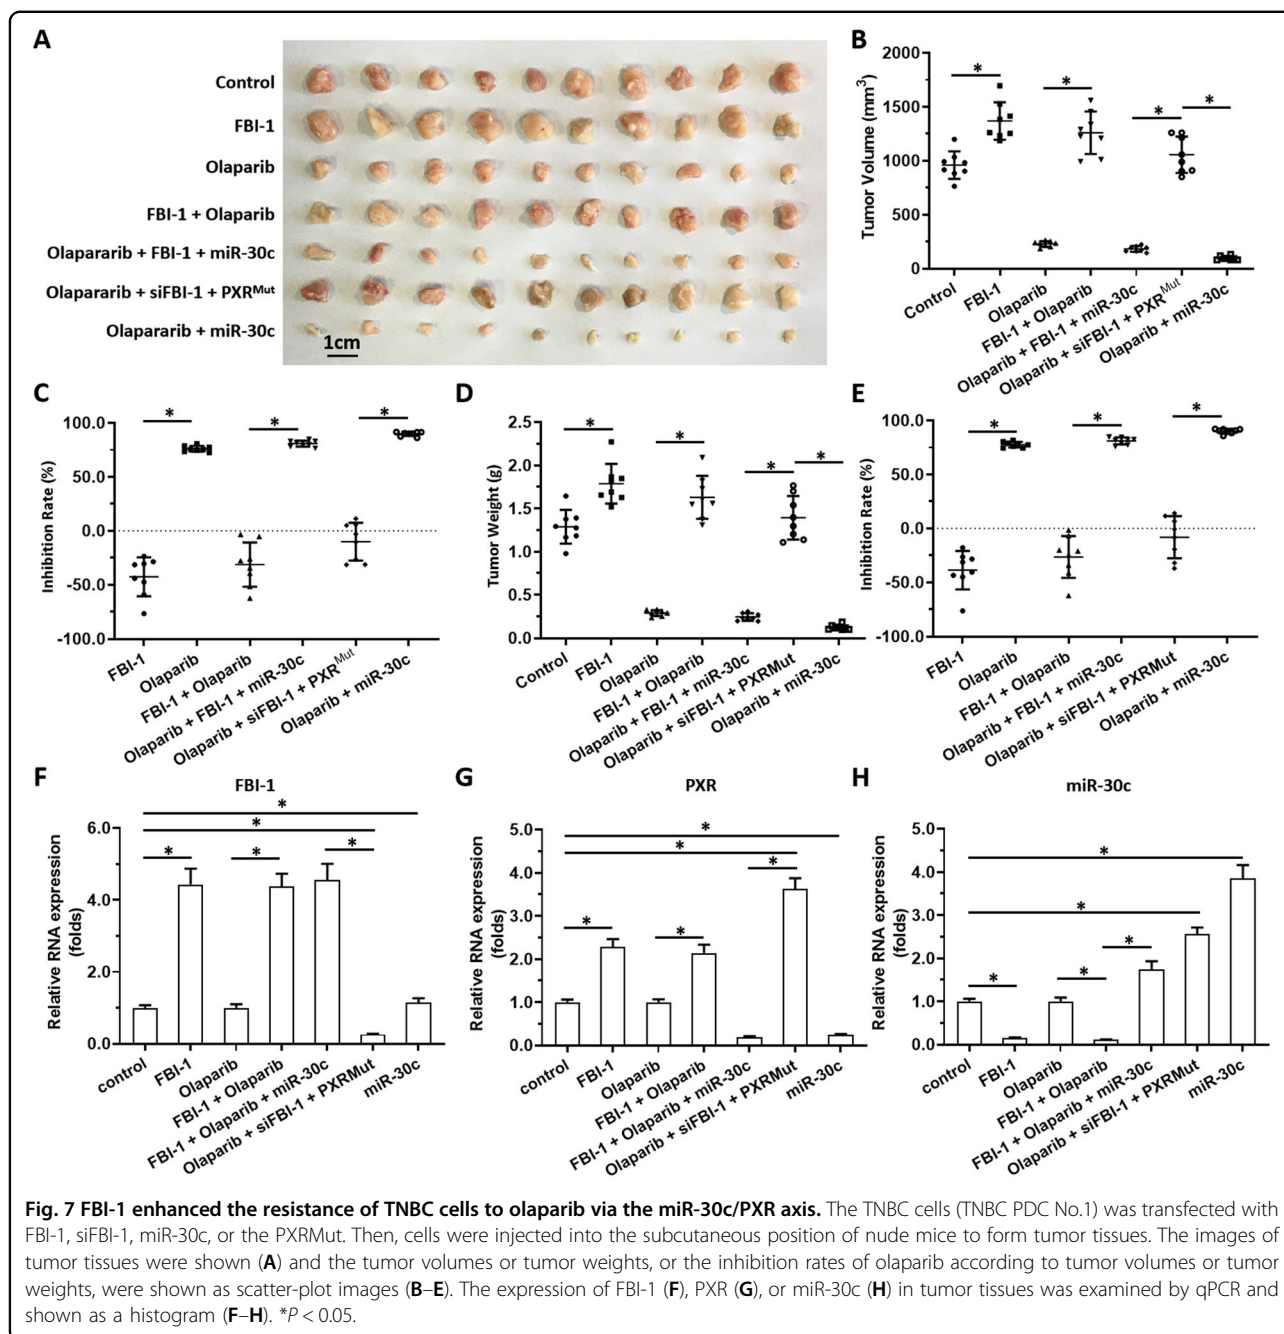 A
Control
FBI-1
Olaparib
FBI-1 + Olaparib
Olapararib + FBI-1 + miR-30c
Olapararib + siFBI-1 + PXRMut
Olapararib + miR-30c
1cm
B
Tumor Volume (mm3)
2000
1500
1000
500
0
* * * *
Control
FBI-1
Olaparib
FBI-1 + Olaparib
Olaparib + FBI-1 + miR-30c
Olaparib + siFBI-1 + PXRMut
Olaparib + miR-30c
C
Inhibition Rate (%)
100.0
50.0
0.0
-50.0
-100.0
* * *
FBI-1
Olaparib
FBI-1 + Olaparib
Olaparib + FBI-1 + miR-30c
Olaparib + siFBI-1 + PXRMut
Olaparib + miR-30c
D
Tumor Weight (g)
2.5
2.0
1.5
1.0
0.5
0.0
* * * *
Control
FBI-1
Olaparib
FBI-1 + Olaparib
Olaparib + FBI-1 + miR-30c
Olaparib + siFBI-1 + PXRMut
Olaparib + miR-30c
E
Inhibition Rate (%)
100.0
50.0
0.0
-50.0
-100.0
* * *
FBI-1
Olaparib
FBI-1 + Olaparib
Olaparib + FBI-1 + miR-30c
Olaparib + siFBI-1 + PXRMut
Olaparib + miR-30c
F
FBI-1
Relative RNA expression
(folds)
6.0
4.0
2.0
0.0
* * * * *
control
FBI-1
Olaparib
FBI-1 + Olaparib
FBI-1 + Olaparib + miR-30c
Olaparib + siFBI-1 + PXRMut
miR-30c
G
PXR
Relative RNA expression
(folds)
5.0
4.0
3.0
2.0
1.0
0.0
* * * * *
control
FBI-1
Olaparib
FBI-1 + Olaparib
FBI-1 + Olaparib + miR-30c
Olaparib + siFBI-1 + PXRMut
miR-30c
H
miR-30c
Relative RNA expression
(folds)
5.0
4.0
3.0
2.0
1.0
0.0
* * * * *
control
FBI-1
Olaparib
FBI-1 + Olaparib
FBI-1 + Olaparib + miR-30c
Olaparib + siFBI-1 + PXRMut
miR-30c
Fig. 7 FBI-1 enhanced the resistance of TNBC cells to olaparib via the miR-30c/PXR axis. The TNBC cells (TNBC PDC No.1) was transfected with
FBI-1, siFBI-1, miR-30c, or the PXRMut. Then, cells were injected into the subcutaneous position of nude mice to form tumor tissues. The images of
tumor tissues were shown (A) and the tumor volumes or tumor weights, or the inhibition rates of olaparib according to tumor volumes or tumor
weights, were shown as scatter-plot images (B–E). The expression of FBI-1 (F), PXR (G), or miR-30c (H) in tumor tissues was examined by qPCR and
shown as a histogram (F–H). *P < 0.05.